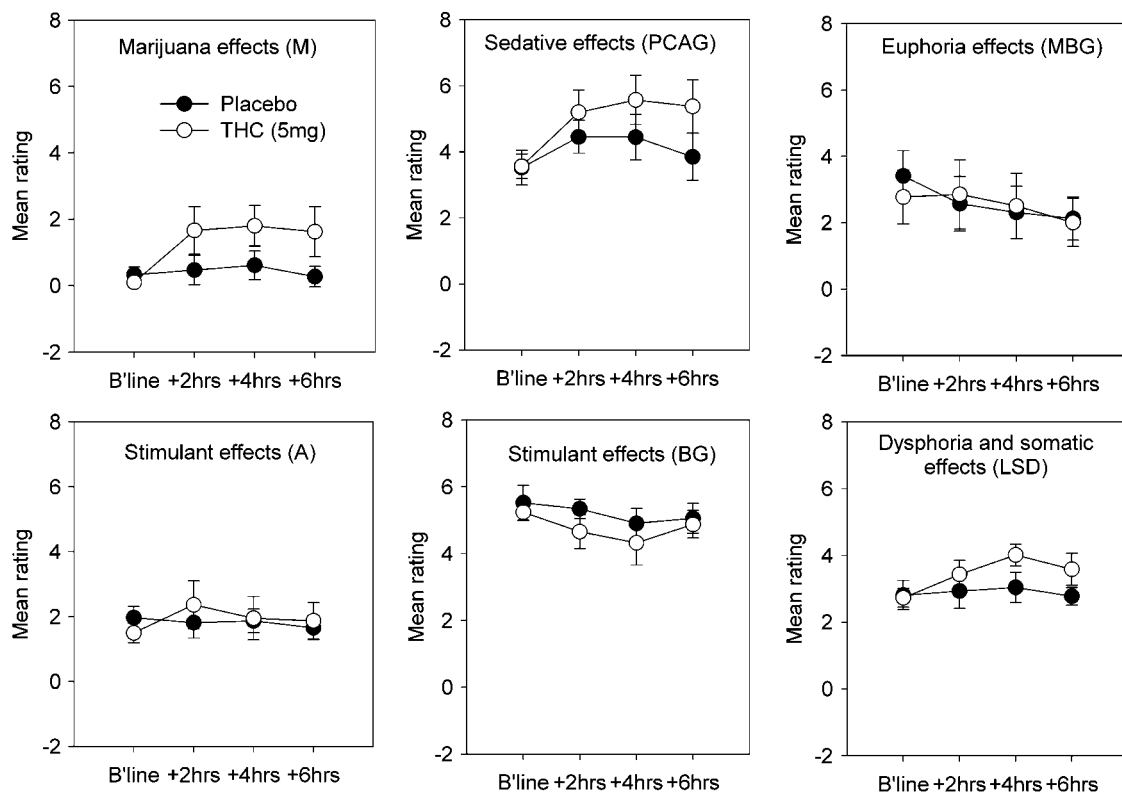 Marijuana effects (M)
Placebo
THC (5mg)
Mean rating
8
6
4
2
0
-2
B'line +2hrs +4hrs +6hrs
Sedative effects (PCAG)
Mean rating
8
6
4
2
0
-2
B'line +2hrs +4hrs +6hrs
Euphoria effects (MBG)
Mean rating
8
6
4
2
0
-2
B'line +2hrs +4hrs +6hrs
Stimulant effects (A)
Mean rating
8
6
4
2
0
-2
B'line +2hrs +4hrs +6hrs
Stimulant effects (BG)
Mean rating
8
6
4
2
0
-2
B'line +2hrs +4hrs +6hrs
Dysphoria and somatic
effects (LSD)
Mean rating
8
6
4
2
0
-2
B'line +2hrs +4hrs +6hrs